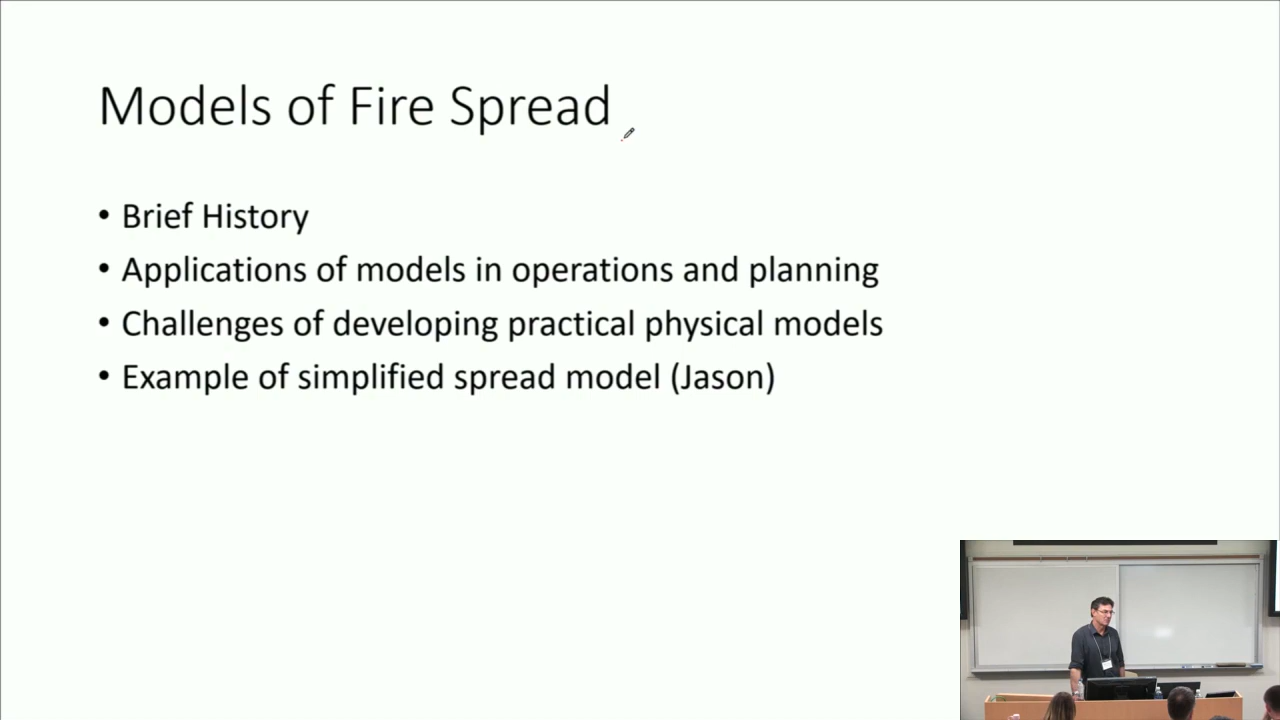 Models of Fire Spread
• Brief History
• Applications of models in operations and planning
• Challenges of developing practical physical models
• Example of simplified spread model (Jason)